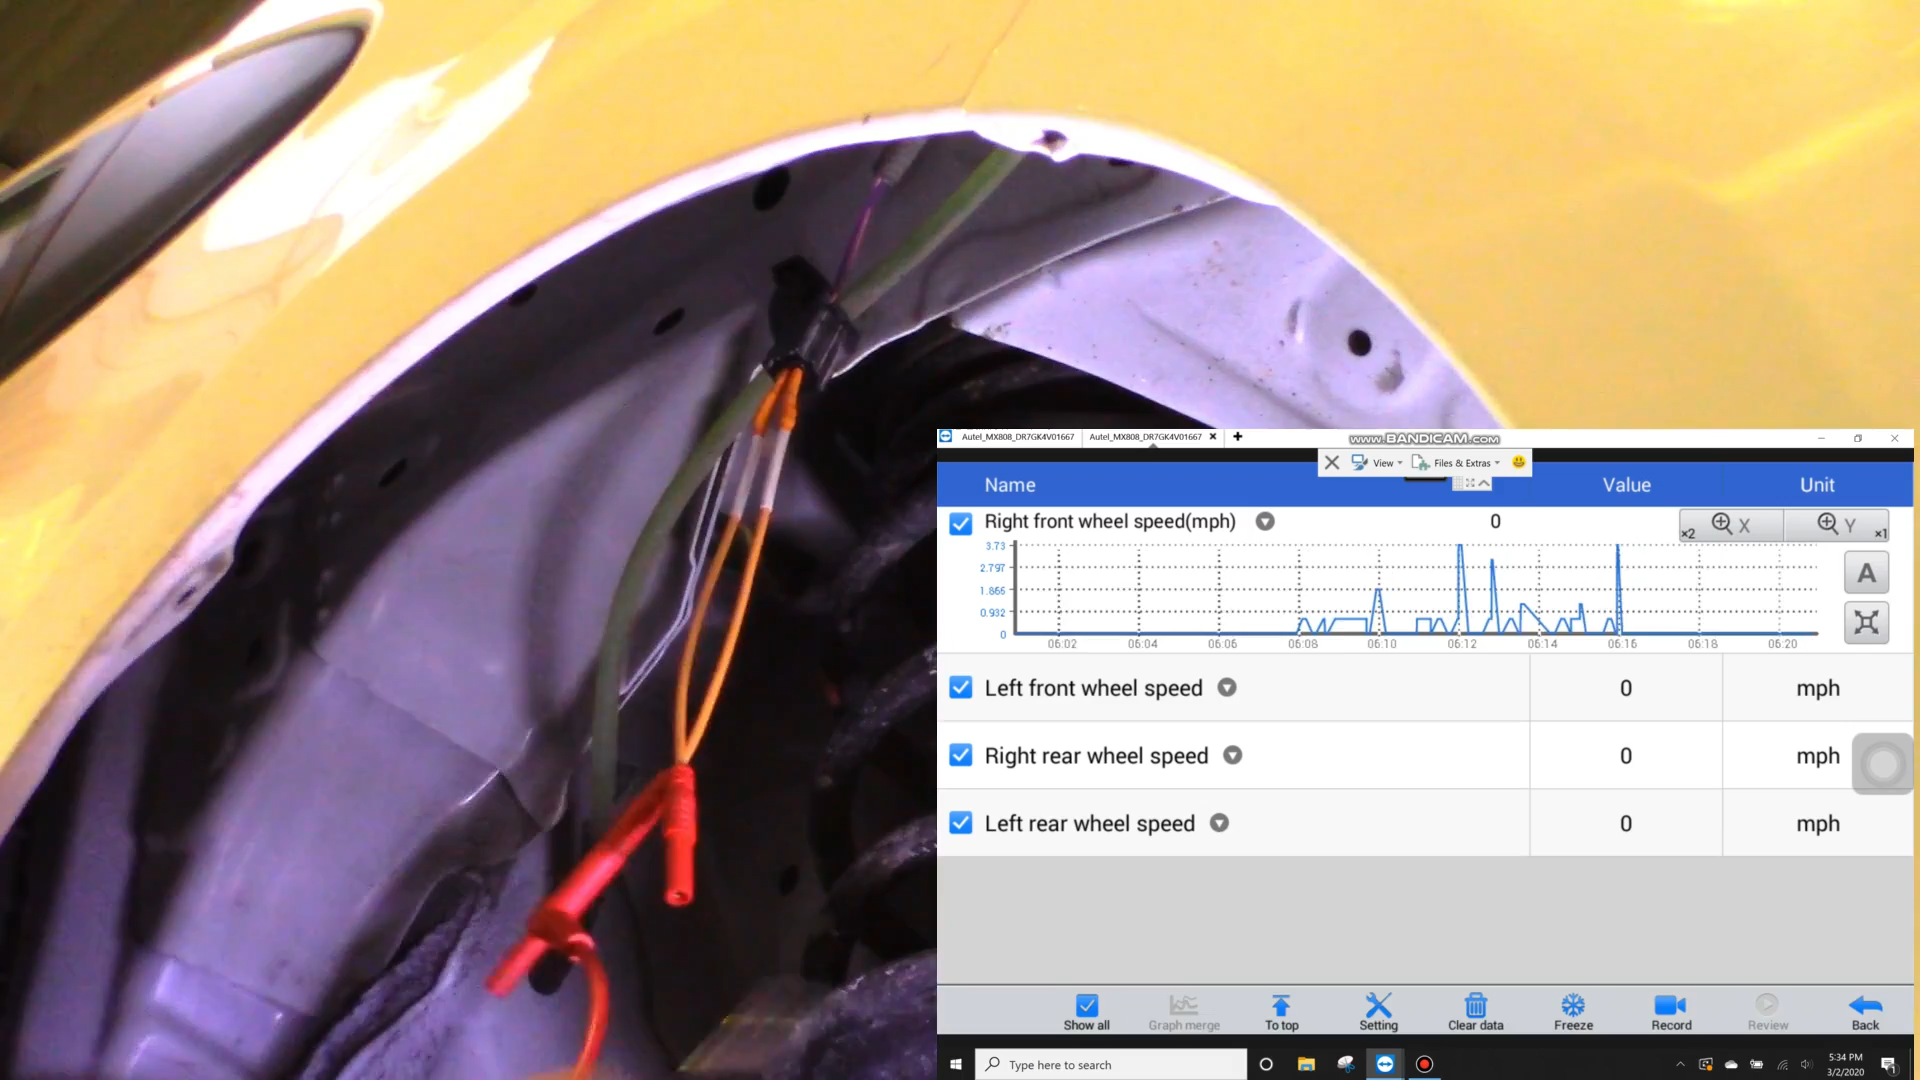 Autel_MX808_DR7GK4V01667
Autel_MX808_DR7GK4V01667
www.BANDICAM.com
View
Files & Extras
Name
Value
Unit
Right front wheel speed(mph)
0
x2
X
Y
x1
3.73
2.797
1.865
0.932
0
A
06:02
06:04
06:06
06:08
06:10
06:12
06:14
06:16
06:18
06:20
Left front wheel speed
0
mph
Right rear wheel speed
0
mph
Left rear wheel speed
0
mph
Show all
Graph merge
To top
Setting
Clear data
Freeze
Record
Review
Back
Type here to search
5:34 PM
3/2/2020
1